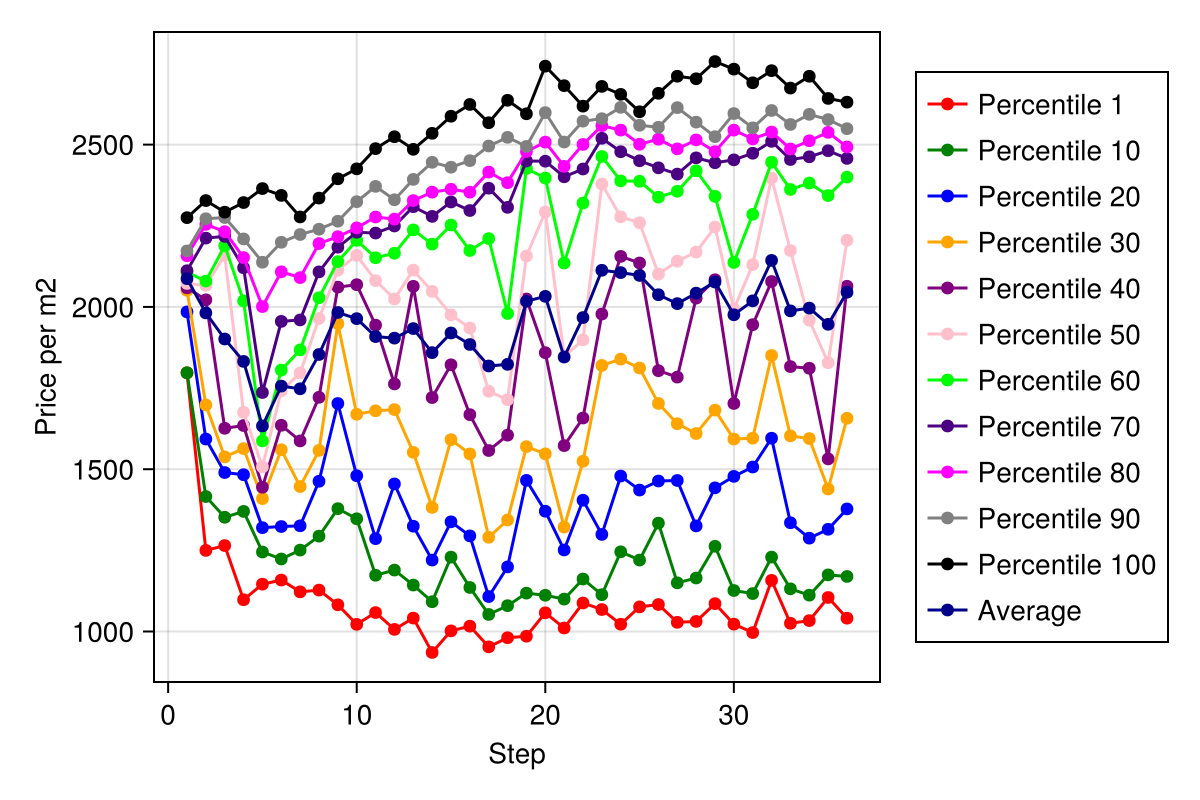 2500
2000
1500
1000
Price per m2
0 10 20 30
Step
Percentile 1
Percentile 10
Percentile 20
Percentile 30
Percentile 40
Percentile 50
Percentile 60
Percentile 70
Percentile 80
Percentile 90
Percentile 100
Average